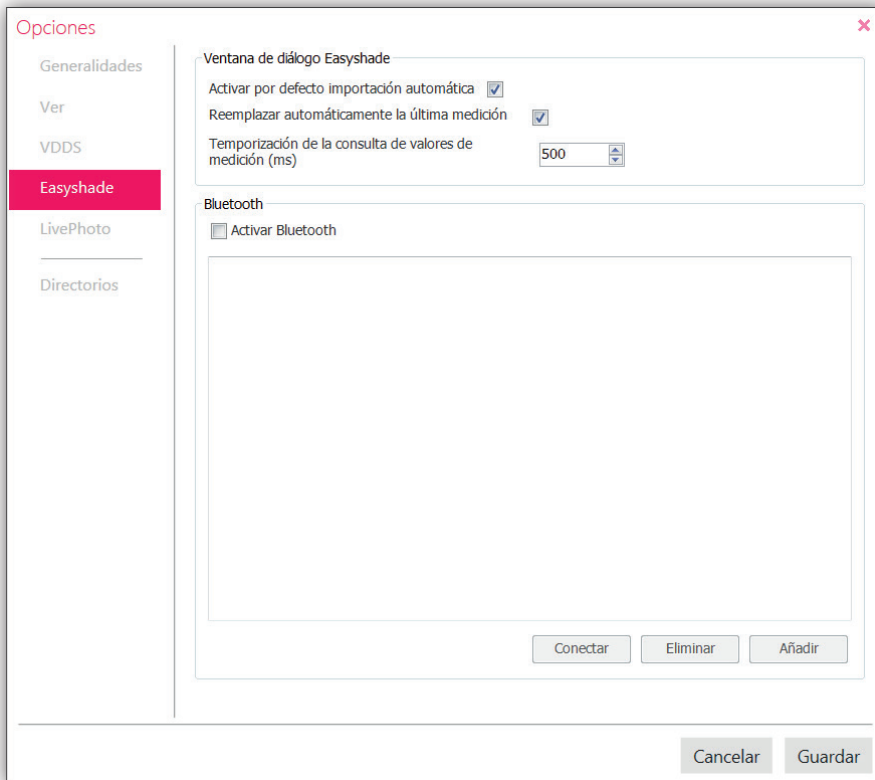 Opciones
Generalidades
Ver
VDDS
Easyshade
LivePhoto
Directorios
Ventana de diálogo Easyshade
Activar por defecto importación automática
Reemplazar automáticamente la última medición
Temporización de la consulta de valores de
medición (ms)
500
Bluetooth
Activar Bluetooth
Conectar
Eliminar
Añadir
Cancelar
Guardar